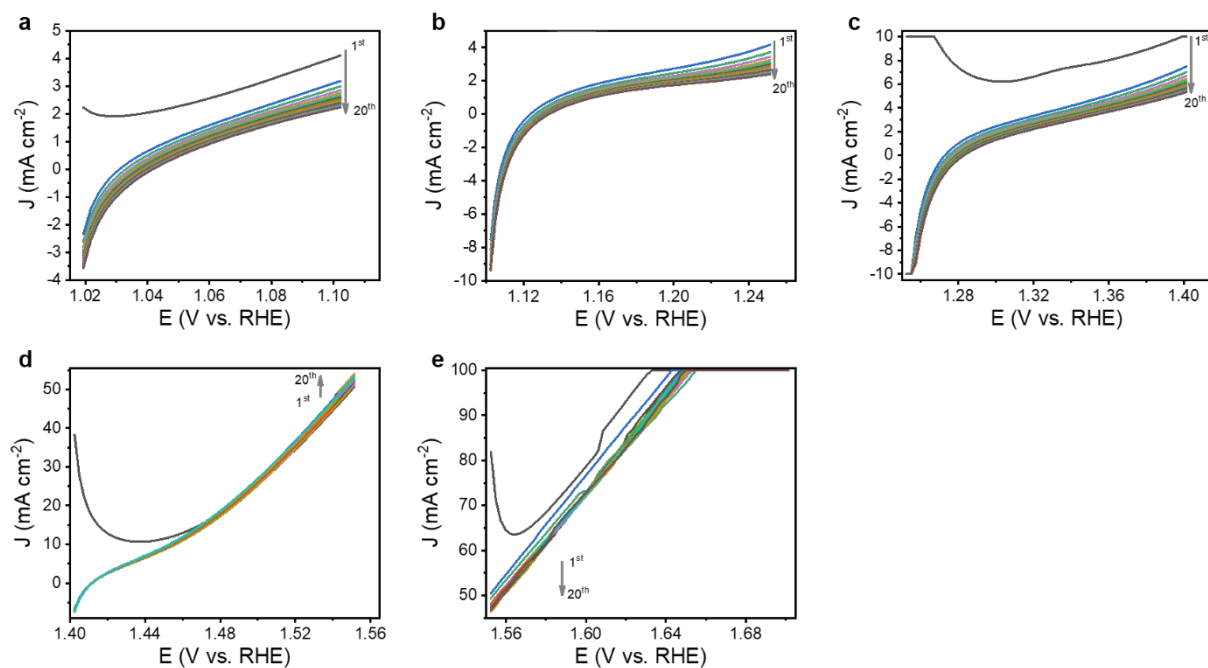 a
5
4
3
2
1
0
-1
-2
-3
-4
J (mA cm⁻²)
1.02 1.04 1.06 1.08 1.10
E (V vs. RHE)
1ˢᵗ
20ᵗʰ
b
4
2
0
-2
-4
-6
-8
-10
J (mA cm⁻²)
1.12 1.16 1.20 1.24
E (V vs. RHE)
1ˢᵗ
20ᵗʰ
c
10
8
6
4
2
0
-2
-4
-6
-8
-10
J (mA cm⁻²)
1.28 1.32 1.36 1.40
E (V vs. RHE)
1ˢᵗ
20ᵗʰ
d
50
40
30
20
10
0
J (mA cm⁻²)
1.40 1.44 1.48 1.52 1.56
E (V vs. RHE)
20ᵗʰ
1ˢᵗ
e
100
90
80
70
60
50
J (mA cm⁻²)
1.56 1.60 1.64 1.68
E (V vs. RHE)
1ˢᵗ
20ᵗʰ